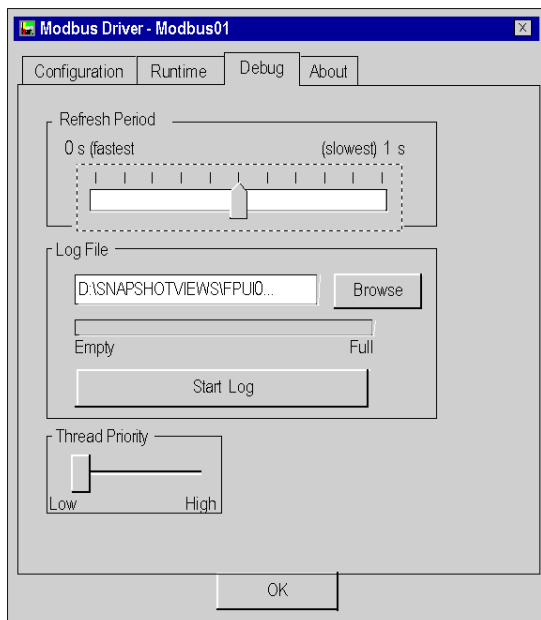 Modbus Driver - Modbus01
Configuration Runtime Debug About
Refresh Period
0 s (fastest (slowest) 1 s
Log File
D:\SNAPSHOTVIEWS\FPUI0... Browse
Empty Full
Start Log
Thread Priority
Low High
OK